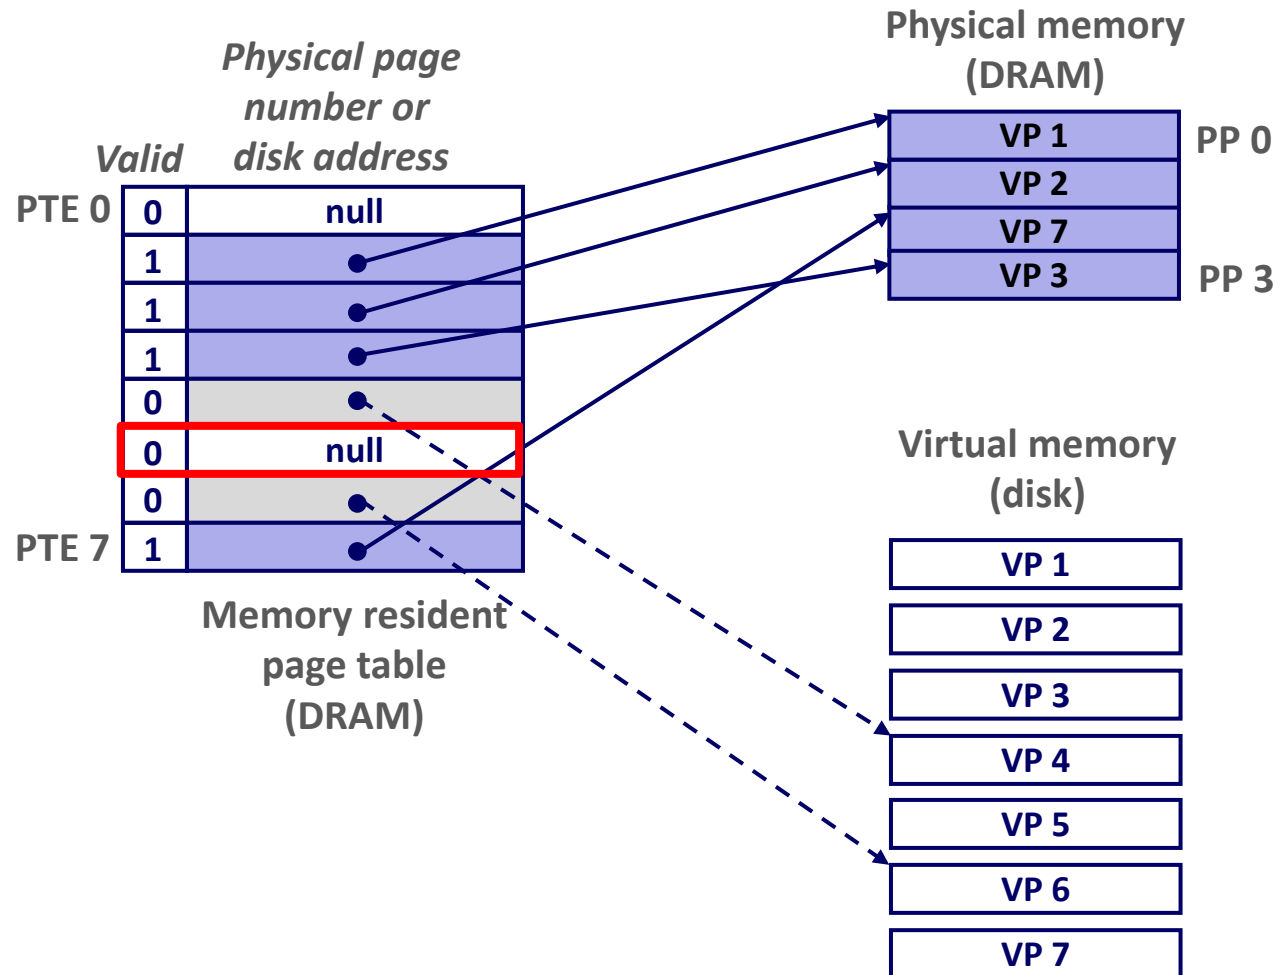 Physical page
number or
disk address
Valid
PTE 0
0
null
1
1
1
0
0
null
0
PTE 7
1
Memory resident
page table
(DRAM)
Physical memory
(DRAM)
VP 1
PP 0
VP 2
VP 7
VP 3
PP 3
Virtual memory
(disk)
VP 1
VP 2
VP 3
VP 4
VP 5
VP 6
VP 7